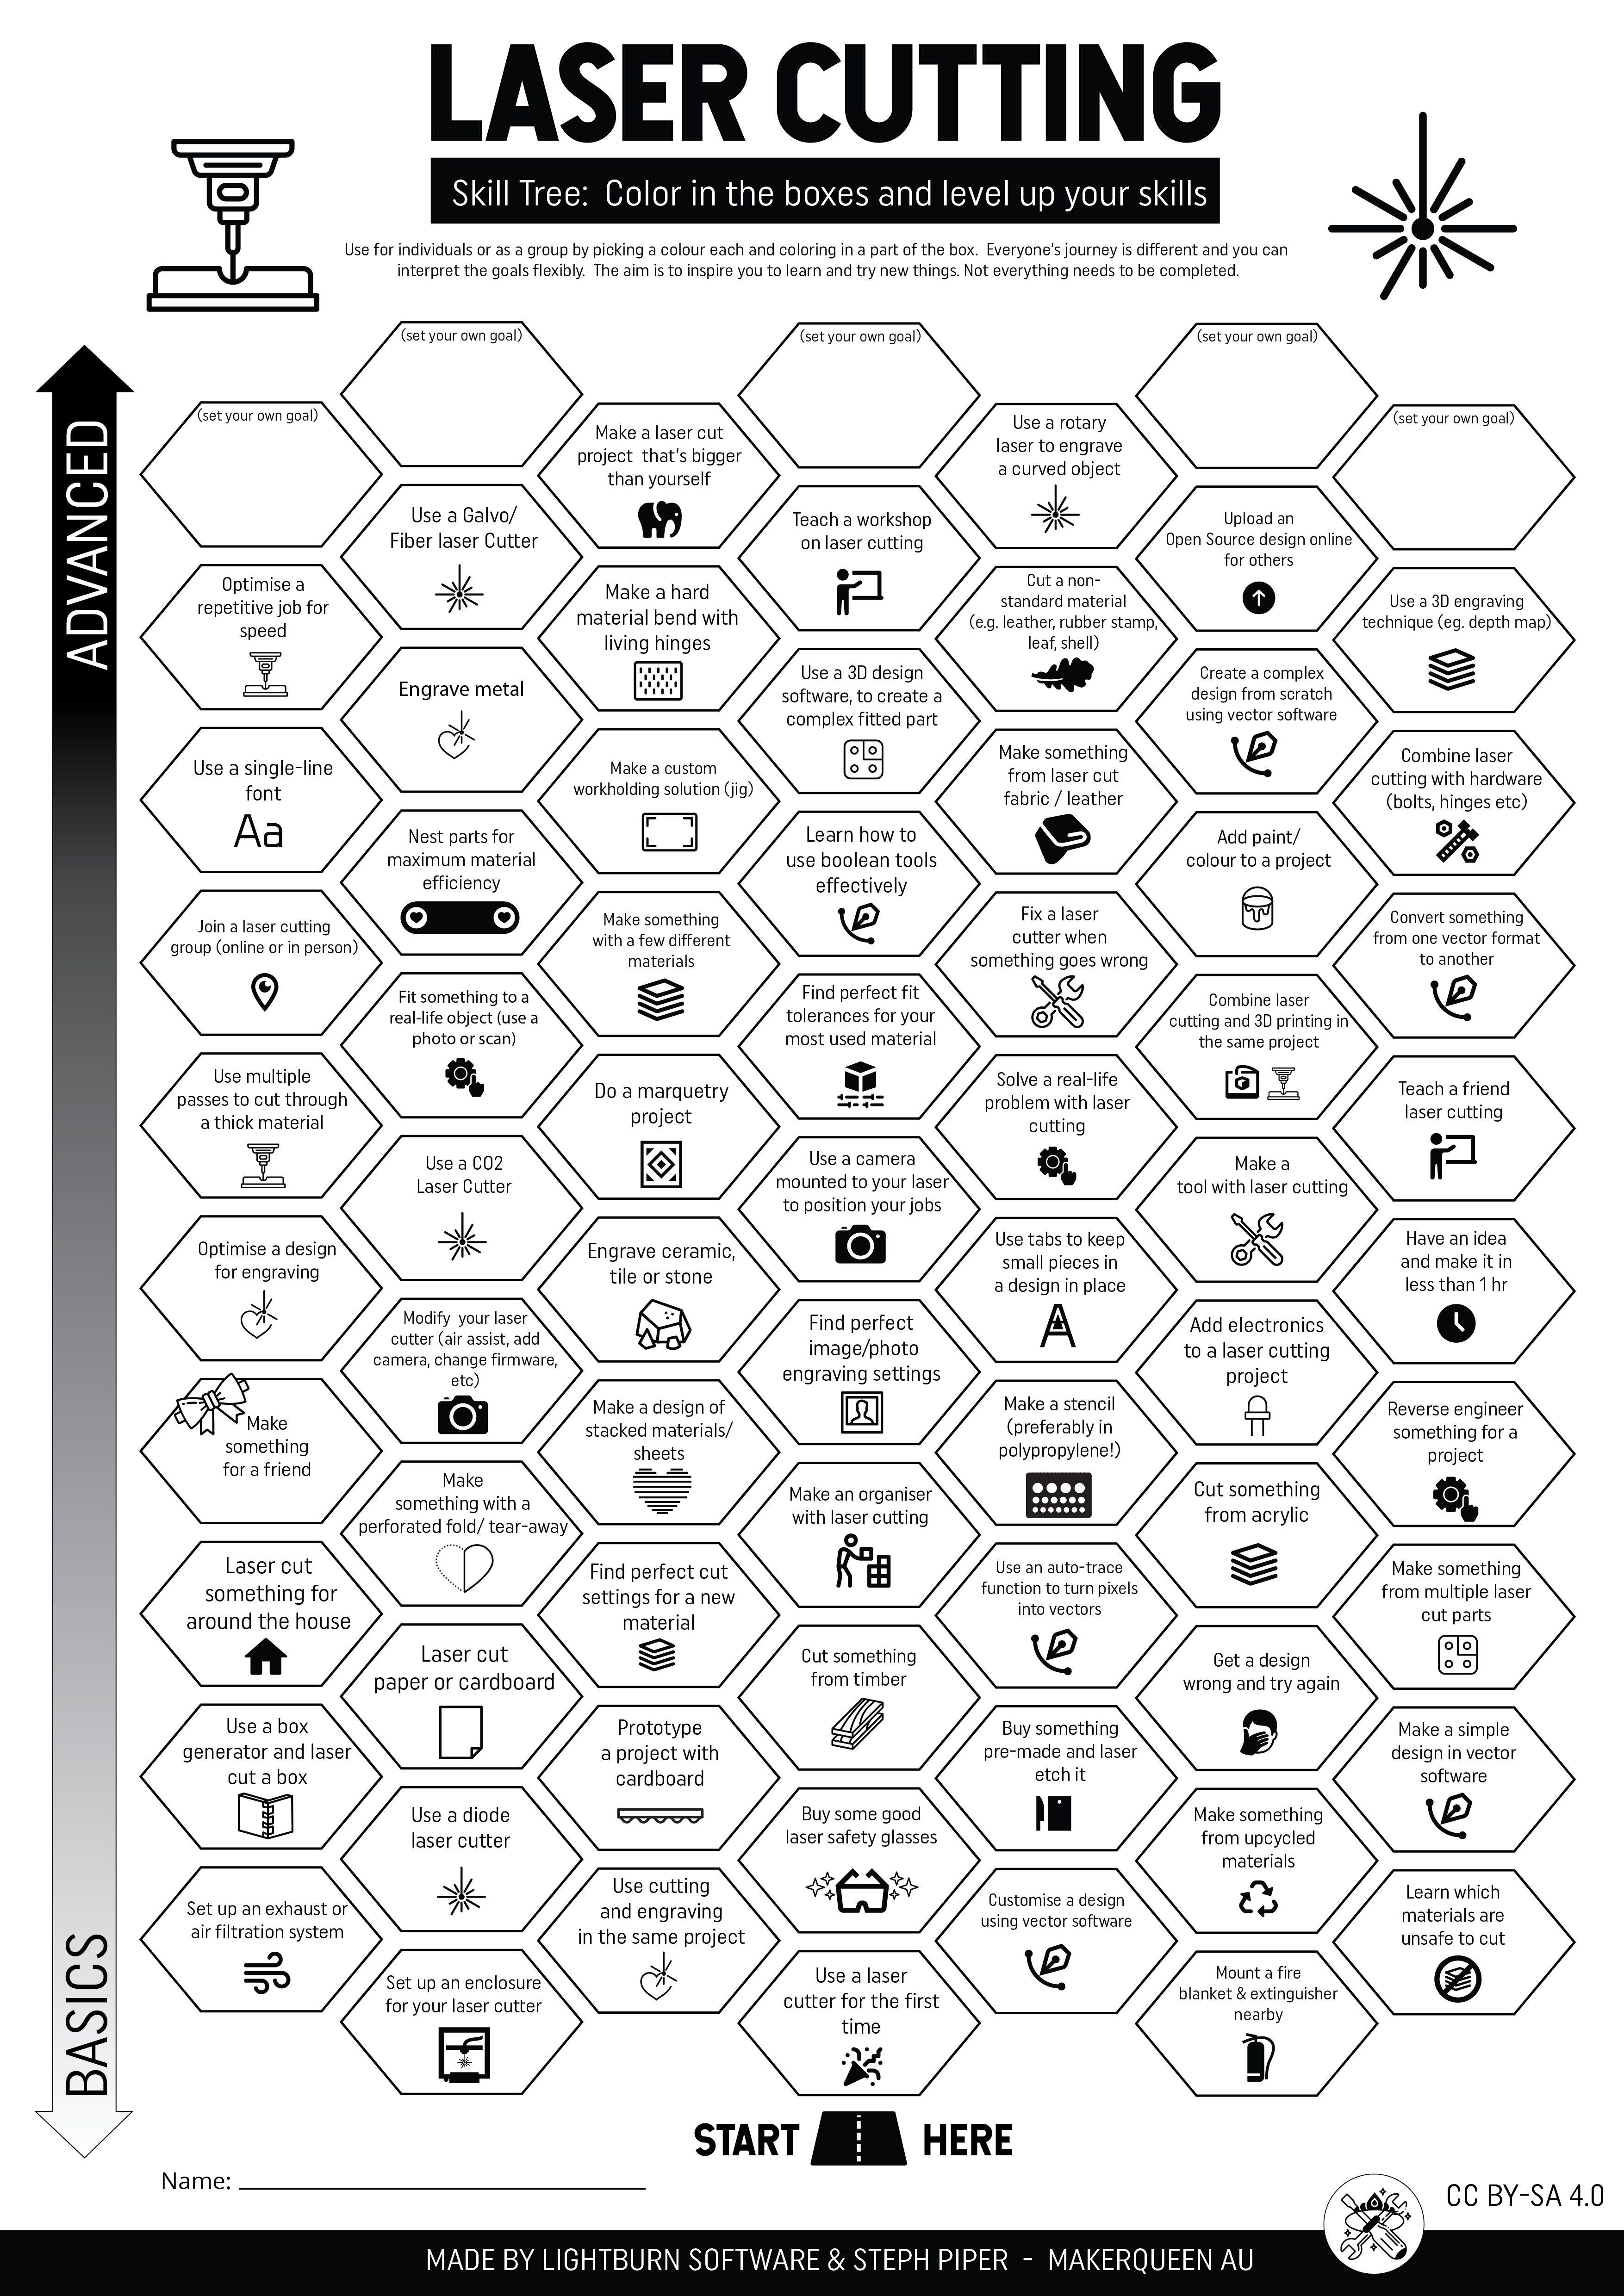 LASER CUTTING
Skill Tree: Color in the boxes and level up your skills
Use for individuals or as a group by picking a colour each and coloring in a part of the box. Everyone's journey is different and you can
interpret the goals flexibly. The aim is to inspire you to learn and try new things. Not everything needs to be completed.
ADVANCED
BASICS
(set your own goal)
Optimise a
repetitive job for
speed
Use a single-line
font
Aa
Join a laser cutting
group (online or in person)
Use multiple
passes to cut through
a thick material
Optimise a design
for engraving
Make
something
for a friend
Laser cut
something for
around the house
Use a box
generator and laser
cut a box
Set up an exhaust or
air filtration system
(set your own goal)
Use a Galvo/
Fiber laser Cutter
Engrave metal
Nest parts for
maximum material
efficiency
Fit something to a
real-life object (use a
photo or scan)
Use a CO2
Laser Cutter
Modify your laser
cutter (air assist, add
camera, change firmware,
etc)
Make
something with a
perforated fold/ tear-away
Laser cut
paper or cardboard
Use a diode
laser cutter
Set up an enclosure
for your laser cutter
Make a laser cut
project that's bigger
than yourself
Make a hard
material bend with
living hinges
Make a custom
workholding solution (jig)
Make something
with a few different
materials
Do a marquetry
project
Engrave ceramic,
tile or stone
Make a design of
stacked materials/
sheets
Find perfect cut
settings for a new
material
Prototype
a project with
cardboard
Use cutting
and engraving
in the same project
(set your own goal)
Teach a workshop
on laser cutting
Use a 3D design
software, to create a
complex fitted part
Learn how to
use boolean tools
effectively
Find perfect fit
tolerances for your
most used material
Use a camera
mounted to your laser
to position your jobs
Find perfect
image/photo
engraving settings
Make an organiser
with laser cutting
Cut something
from timber
Buy some good
laser safety glasses
Use a laser
cutter for the first
time
Use a rotary
laser to engrave
a curved object
Cut a non-
standard material
(e.g. leather, rubber stamp,
leaf, shell)
Make something
from laser cut
fabric / leather
Fix a laser
cutter when
something goes wrong
Solve a real-life
problem with laser
cutting
Use tabs to keep
small pieces in
a design in place
A
Make a stencil
(preferably in
polypropylene!)
Use an auto-trace
function to turn pixels
into vectors
Buy something
pre-made and laser
etch it
Customise a design
using vector software
(set your own goal)
Upload an
Open Source design online
for others
Create a complex
design from scratch
using vector software
Add paint/
colour to a project
Combine laser
cutting and 3D printing in
the same project
Make a
tool with laser cutting
Add electronics
to a laser cutting
project
Cut something
from acrylic
Get a design
wrong and try again
Make something
from upcycled
materials
Mount a fire
blanket & extinguisher
nearby
(set your own goal)
Use a 3D engraving
technique (eg. depth map)
Combine laser
cutting with hardware
(bolts, hinges etc)
Convert something
from one vector format
to another
Teach a friend
laser cutting
Have an idea
and make it in
less than 1 hr
Reverse engineer
something for a
project
Make something
from multiple laser
cut parts
Make a simple
design in vector
software
Learn which
materials are
unsafe to cut
START HERE
Name:
CC BY-SA 4.0
MADE BY LIGHTBURN SOFTWARE & STEPH PIPER - MAKERQUEEN AU